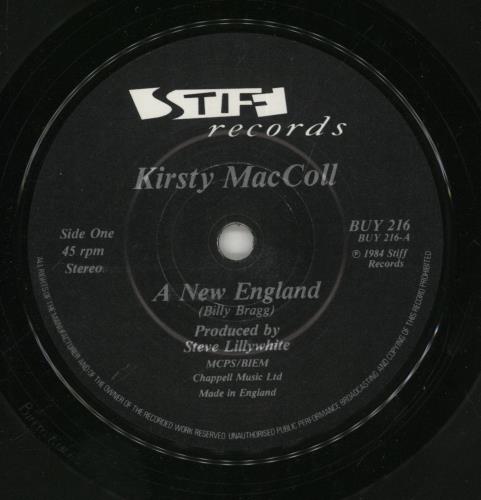 STIFF
records
Kirsty MacColl
Side One
45 rpm
Stereo
BUY 216
BUY 216-A
℗ 1984 Stiff
Records
A New England
(Billy Bragg)
Produced by
Steve Lillywhite
MCPS/BIEM
Chappell Music Ltd
Made in England
ALL RIGHTS OF THE MANUFACTURER AND OF THE OWNER OF THE RECORDED WORK RESERVED. UNAUTHORISED PUBLIC PERFORMANCE BROADCASTING AND COPYING OF THIS RECORD PROHIBITED